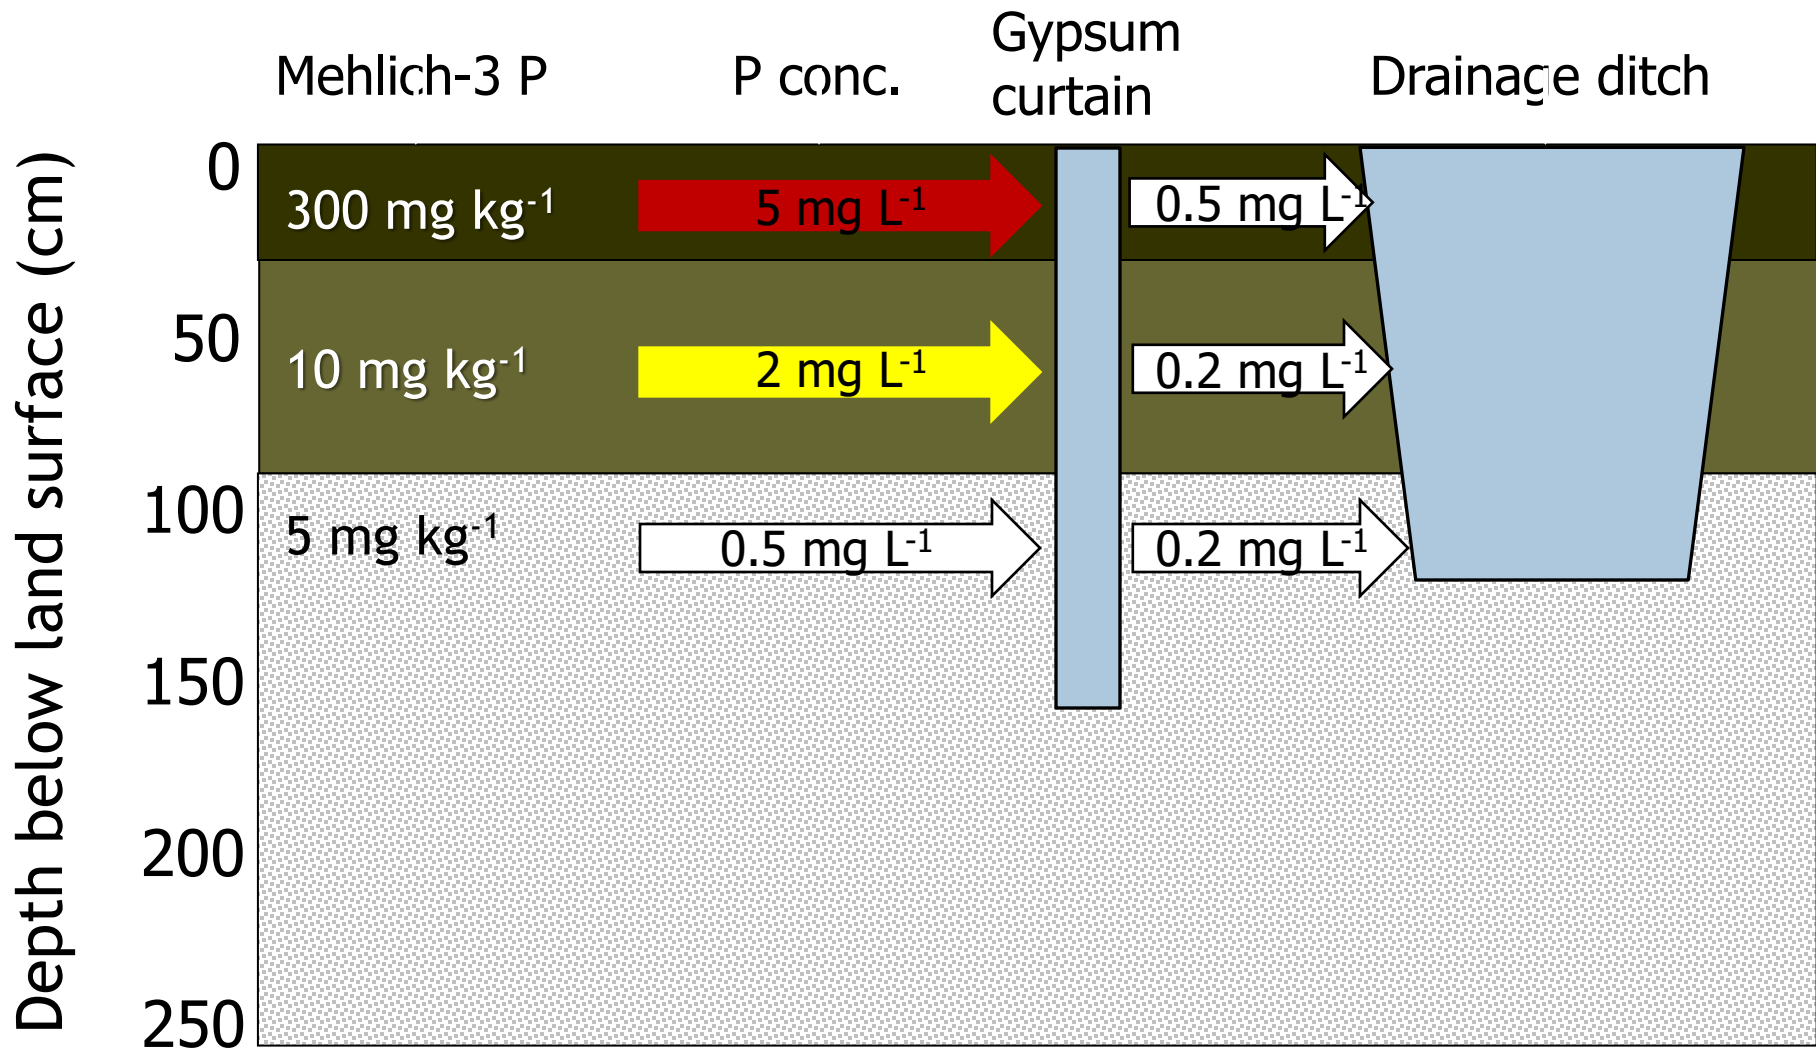 Mehlich-3 P
P conc.
Gypsum
curtain
Drainage ditch
Depth below land surface (cm)
0
50
100
150
200
250
300 mg kg⁻¹
5 mg L⁻¹
0.5 mg L⁻¹
10 mg kg⁻¹
2 mg L⁻¹
0.2 mg L⁻¹
5 mg kg⁻¹
0.5 mg L⁻¹
0.2 mg L⁻¹